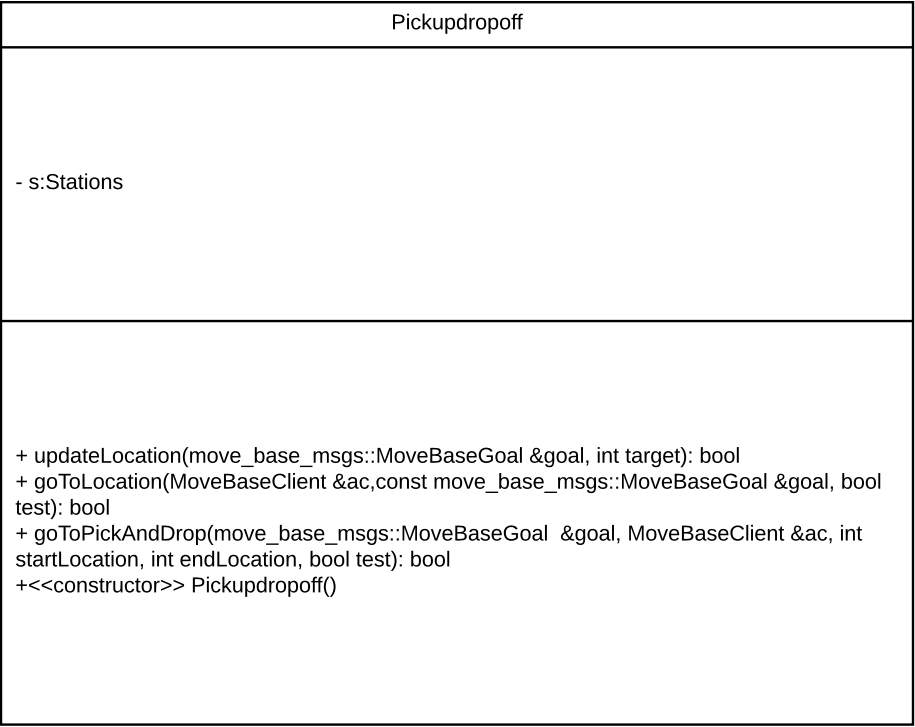 Pickupdropoff
- s:Stations
+ updateLocation(move_base_msgs::MoveBaseGoal &goal, int target): bool
+ goToLocation(MoveBaseClient &ac,const move_base_msgs::MoveBaseGoal &goal, bool
test): bool
+ goToPickAndDrop(move_base_msgs::MoveBaseGoal  &goal, MoveBaseClient &ac, int
startLocation, int endLocation, bool test): bool
+<<constructor>> Pickupdropoff()